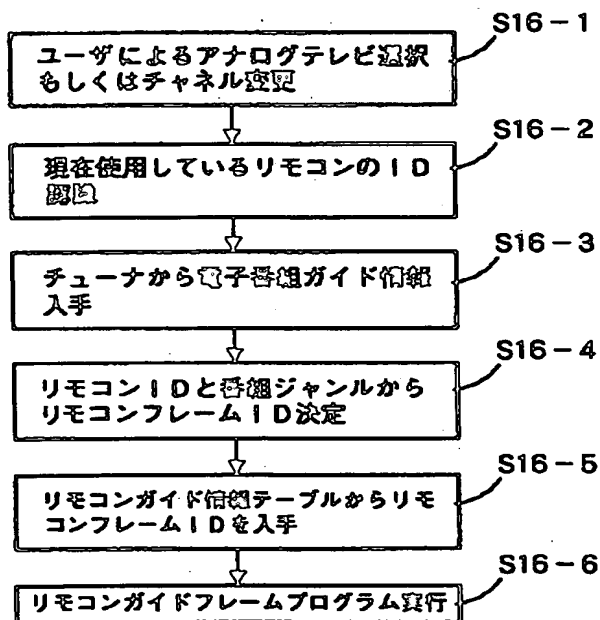 S16-1
ユーザによるアナログテレビ選択
もしくはチャネル変更
S16-2
現在使用しているリモコンのID
認識
S16-3
チューナから電子番組ガイド情報
入手
S16-4
リモコンIDと番組ジャンルから
リモコンフレームID決定
S16-5
リモコンガイド情報テーブルからリモ
コンフレームIDを入手
S16-6
リモコンガイドフレームプログラム実行